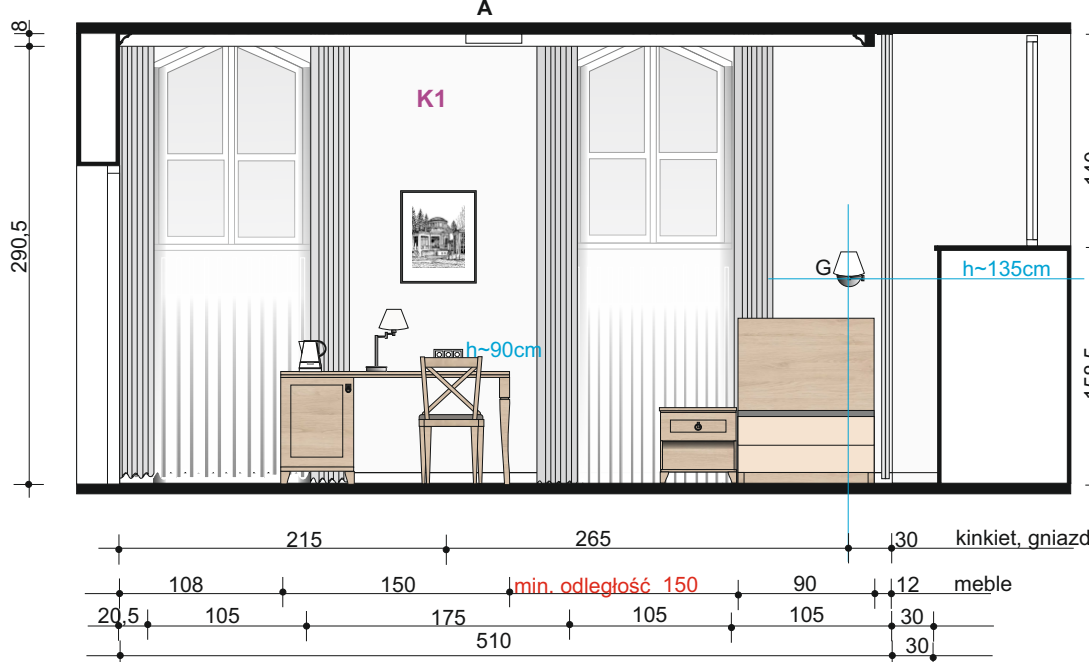 A
8
K1
290,5
G
h~135cm
h~90cm
215 265 30 kinkiet, gniazd
108 150 min. odległość 150 90 12 meble
20,5 105 175 105 105 30
510 30